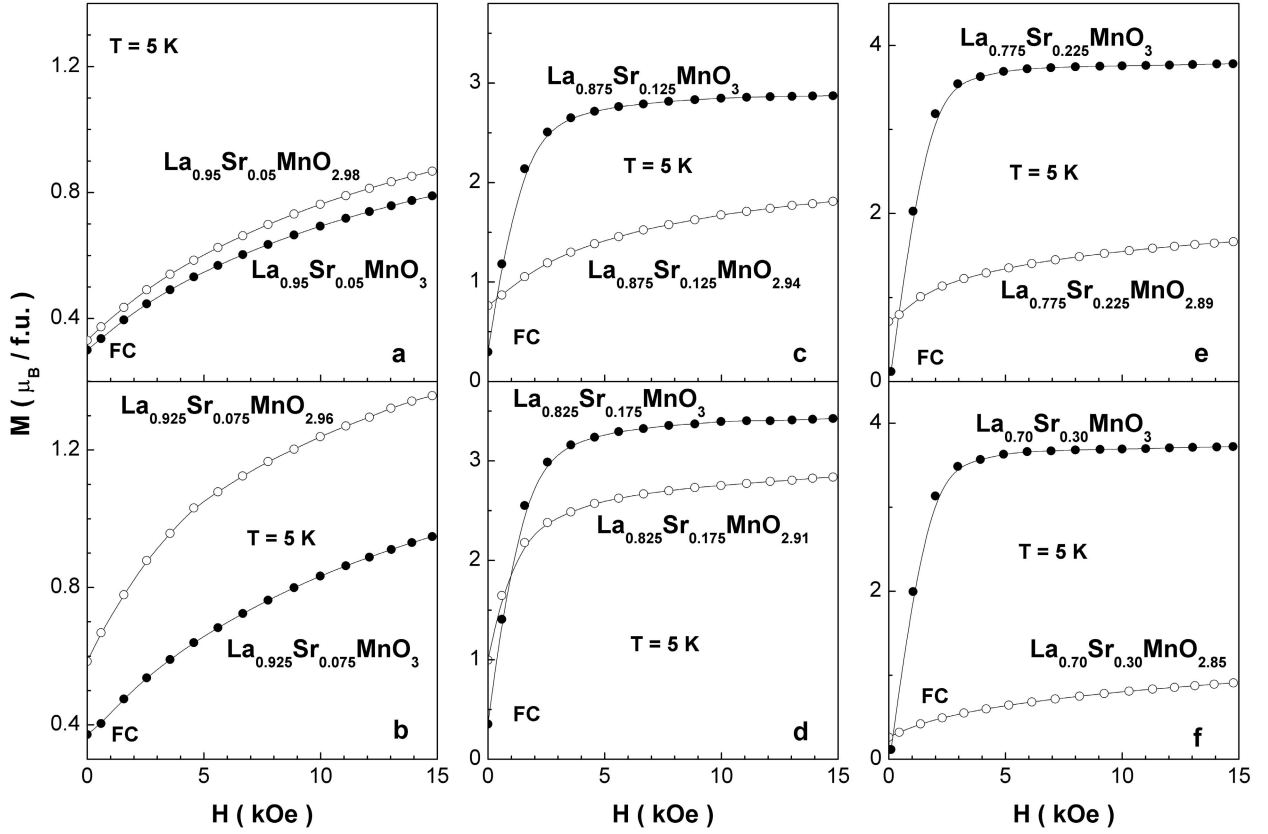 M ( μB / f.u. )
T = 5 K
La0.95Sr0.05MnO2.98
La0.95Sr0.05MnO3
FC
a
1.2
0.8
0.4
La0.925Sr0.075MnO2.96
T = 5 K
La0.925Sr0.075MnO3
FC
b
1.2
0.8
0.4
0 5 10 15
H ( kOe )
La0.875Sr0.125MnO3
T = 5 K
La0.875Sr0.125MnO2.94
FC
c
3
2
1
0
La0.825Sr0.175MnO3
La0.825Sr0.175MnO2.91
T = 5 K
FC
d
3
2
1
0
0 5 10 15
H ( kOe )
La0.775Sr0.225MnO3
T = 5 K
La0.775Sr0.225MnO2.89
FC
e
4
2
0
La0.70Sr0.30MnO3
T = 5 K
La0.70Sr0.30MnO2.85
FC
f
4
2
0
0 5 10 15
H ( kOe )